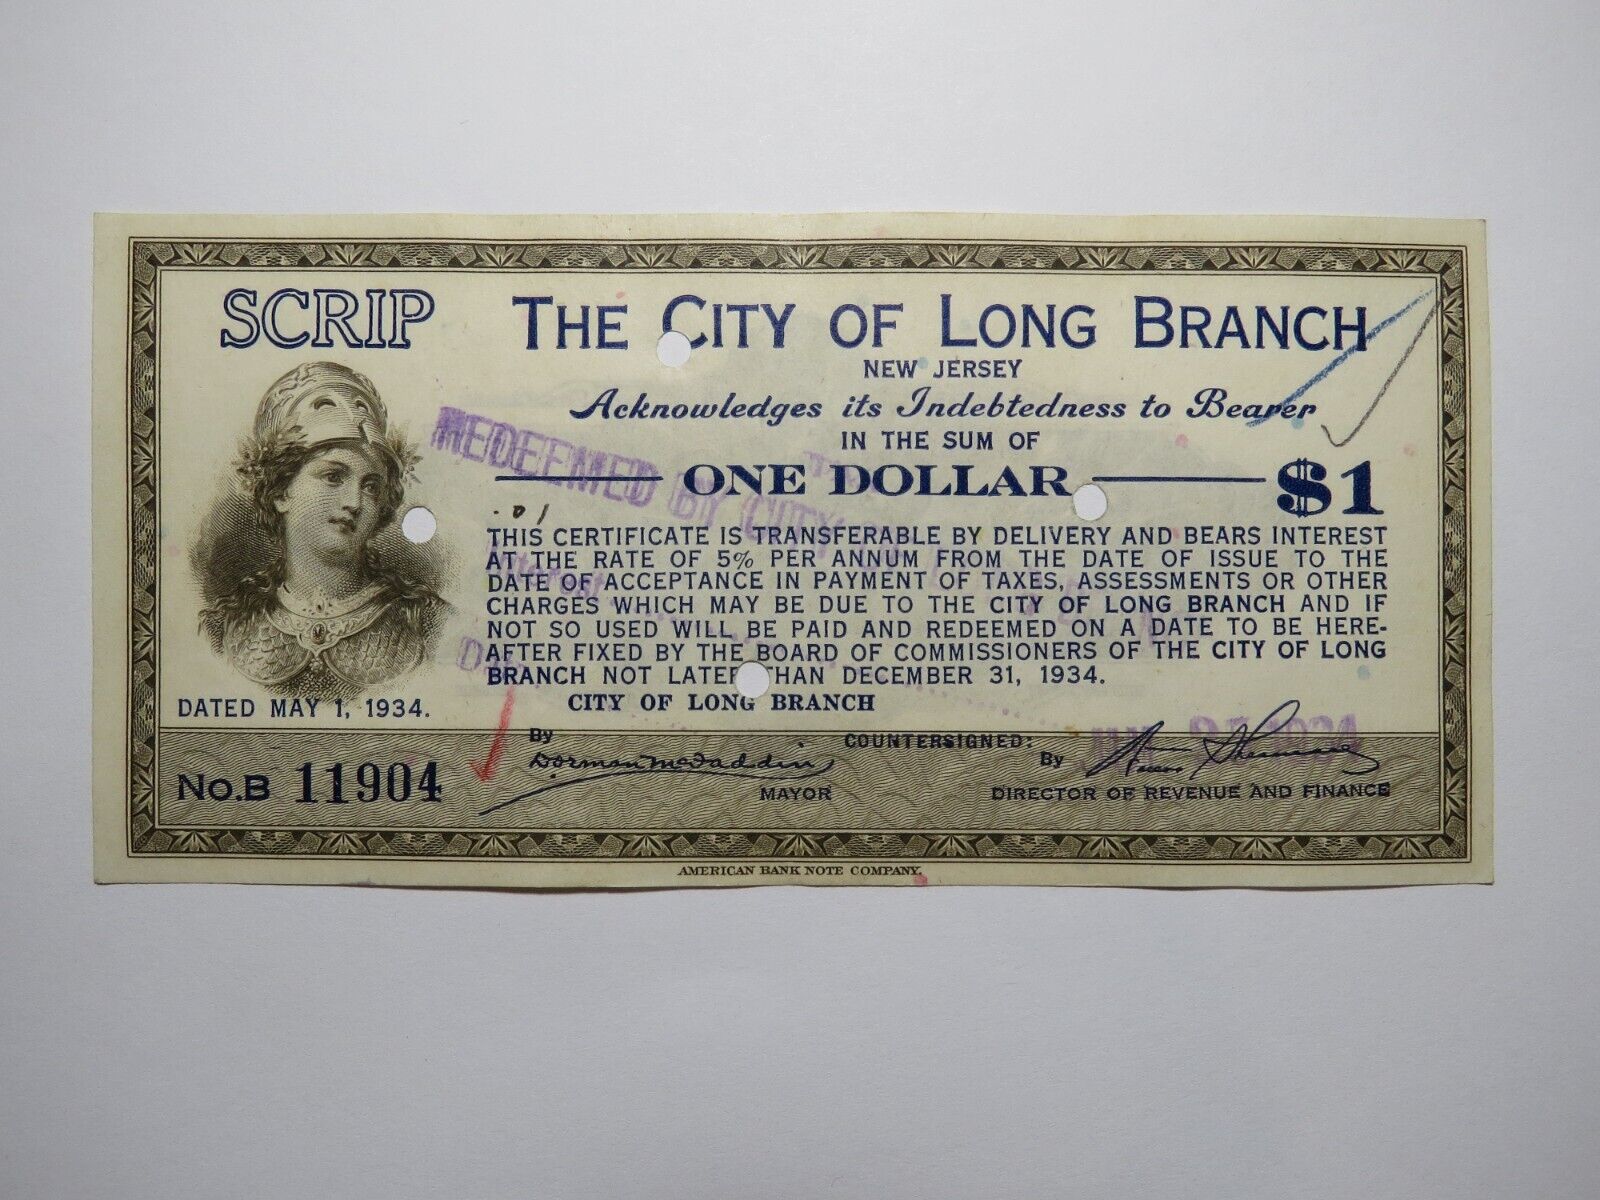 SCRIP
THE CITY OF LONG BRANCH
NEW JERSEY
Acknowledges its Indebtedness to Bearer
IN THE SUM OF
ONE DOLLAR $1
REDEEMED BY CITY
.01
THIS CERTIFICATE IS TRANSFERABLE BY DELIVERY AND BEARS INTEREST
AT THE RATE OF 5% PER ANNUM FROM THE DATE OF ISSUE TO THE
DATE OF ACCEPTANCE IN PAYMENT OF TAXES, ASSESSMENTS OR OTHER
CHARGES WHICH MAY BE DUE TO THE CITY OF LONG BRANCH AND IF
NOT SO USED WILL BE PAID AND REDEEMED ON A DATE TO BE HERE-
AFTER FIXED BY THE BOARD OF COMMISSIONERS OF THE CITY OF LONG
BRANCH NOT LATER THAN DECEMBER 31, 1934.
Interest
DATED MAY 1, 1934.
CITY OF LONG BRANCH
By Dorman McFaddin
MAYOR
COUNTERSIGNED:
By
DIRECTOR OF REVENUE AND FINANCE
1934
No. B 11904
AMERICAN BANK NOTE COMPANY.